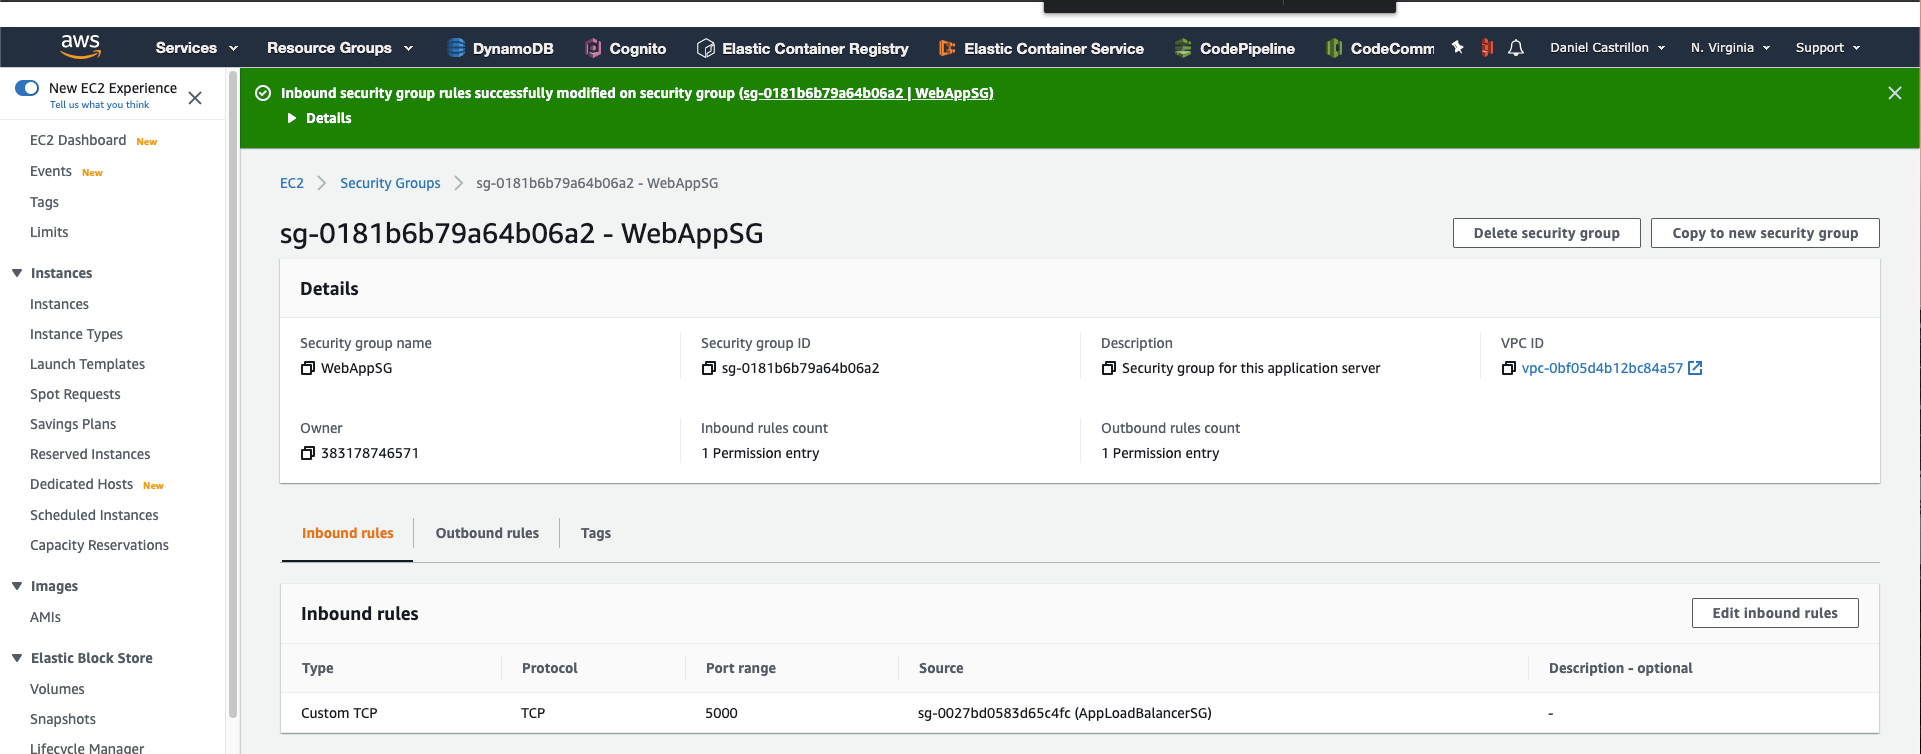 aws Services Resource Groups DynamoDB Cognito Elastic Container Registry Elastic Container Service CodePipeline CodeComm Daniel Castrillon N. Virginia Support
New EC2 Experience
Tell us what you think
EC2 Dashboard New
Events New
Tags
Limits
Instances
Instances
Instance Types
Launch Templates
Spot Requests
Savings Plans
Reserved Instances
Dedicated Hosts New
Scheduled Instances
Capacity Reservations
Images
AMIs
Elastic Block Store
Volumes
Snapshots
Lifecycle Manager
Inbound security group rules successfully modified on security group (sg-0181b6b79a64b06a2 | WebAppSG)
Details
EC2 Security Groups sg-0181b6b79a64b06a2 - WebAppSG
sg-0181b6b79a64b06a2 - WebAppSG
Delete security group Copy to new security group
Details
Security group name Security group ID Description VPC ID
WebAppSG sg-0181b6b79a64b06a2 Security group for this application server vpc-0bf05d4b12bc84a57
Owner Inbound rules count Outbound rules count
383178746571 1 Permission entry 1 Permission entry
Inbound rules Outbound rules Tags
Inbound rules Edit inbound rules
Type Protocol Port range Source Description - optional
Custom TCP TCP 5000 sg-0027bd0583d65c4fc (AppLoadBalancerSG) -